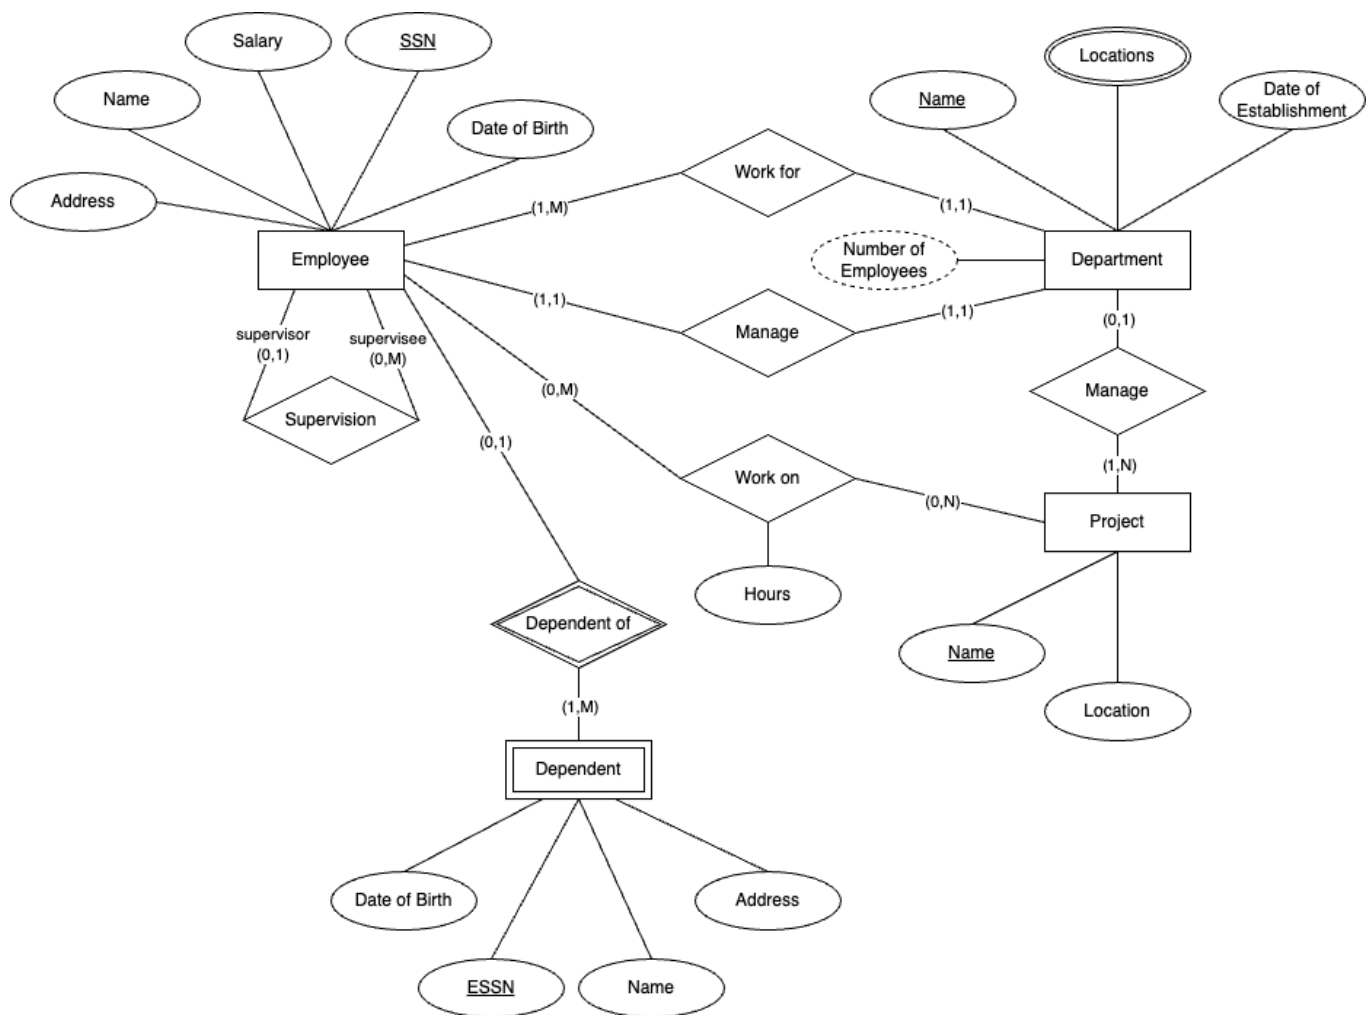 Salary
SSN
Locations
Name
Name
Date of
Establishment
Date of Birth
Work for
Address
(1,M)
(1,1)
Number of
Employees
Employee
Department
(1,1)
Manage
(1,1)
(0,1)
supervisor
(0,1)
supervisee
(0,M)
(0,M)
Manage
Supervision
(0,1)
Work on
(1,N)
(0,N)
Project
Hours
Dependent of
Name
(1,M)
Location
Dependent
Date of Birth
Address
ESSN
Name